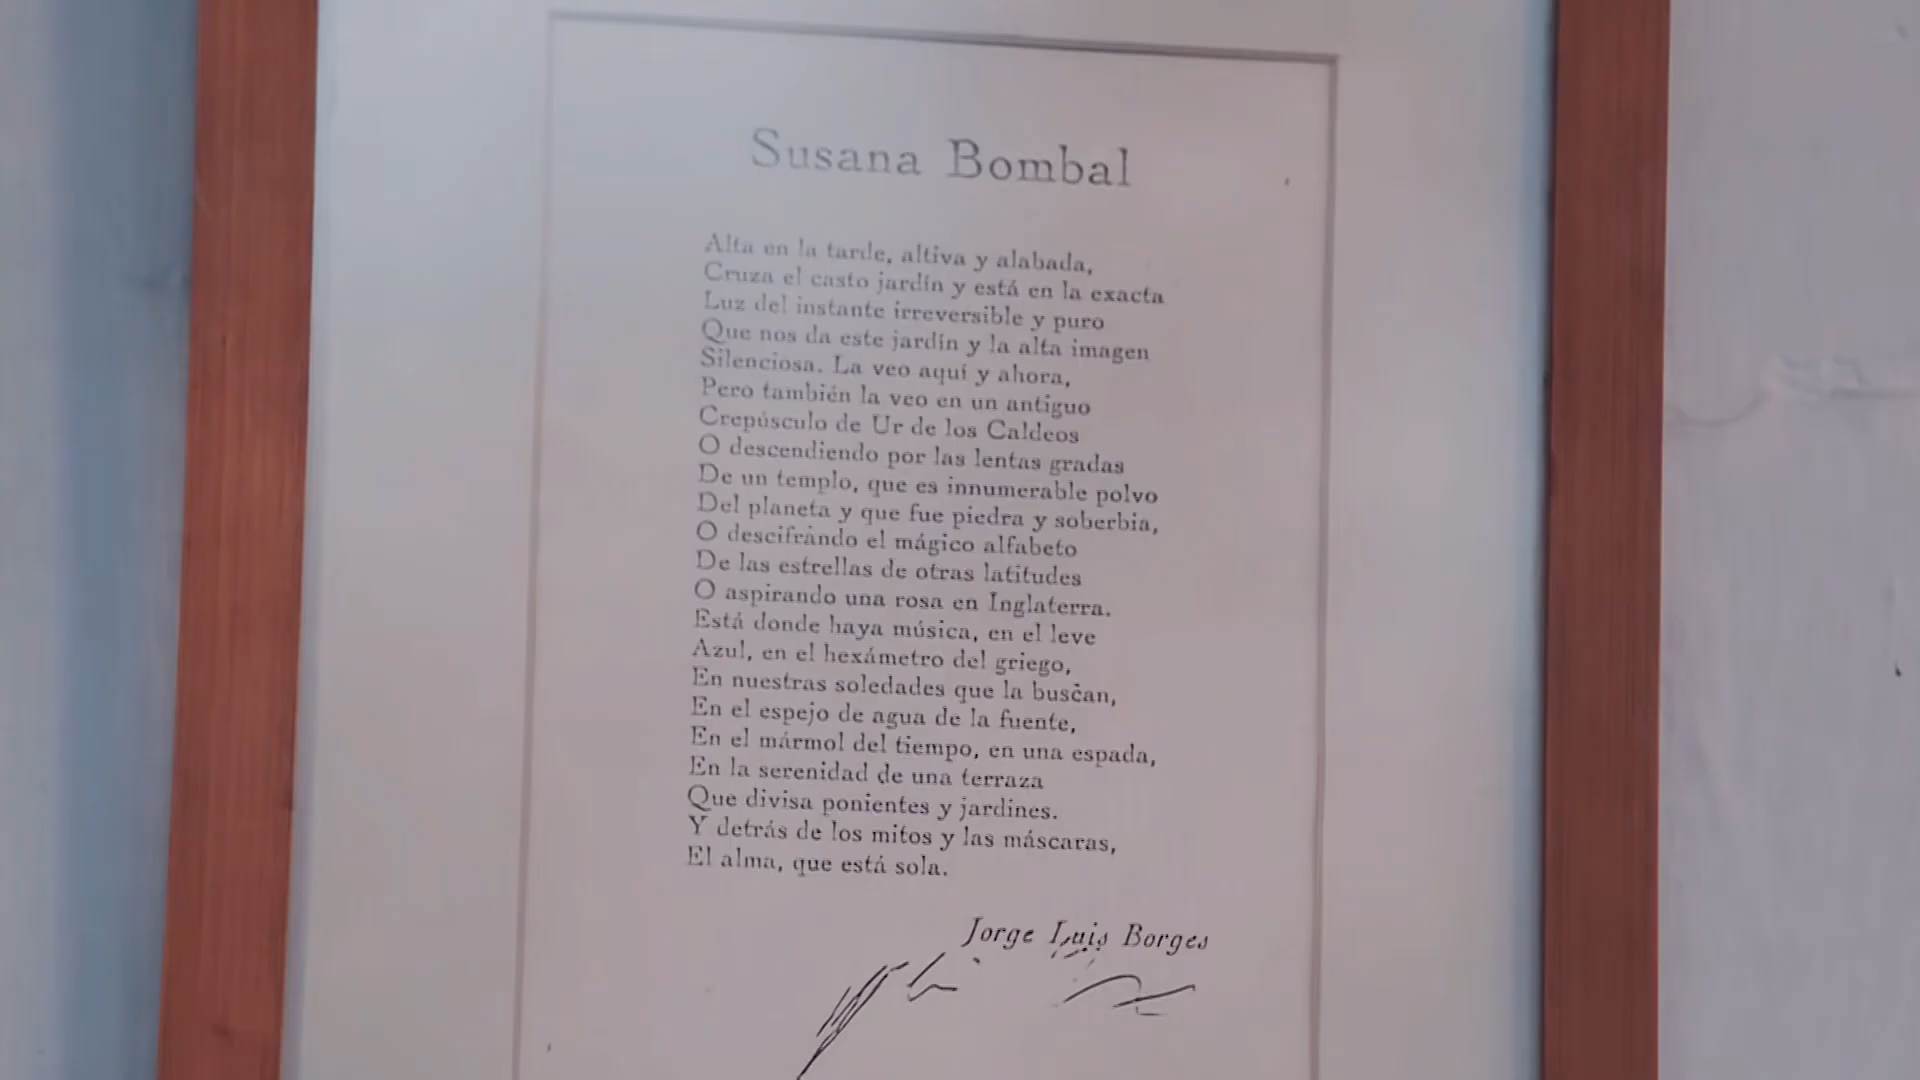 Susana Bombal
Alta en la tarde, altiva y alabada,
Cruza el casto jardín y está en la exacta
Luz del instante irreversible y puro
Que nos da este jardín y la alta imagen
Silenciosa. La veo aquí y ahora,
Pero también la veo en un antiguo
Crepúsculo de Ur de los Caldeos
O descendiendo por las lentas gradas
De un templo, que es innumerable polvo
Del planeta y que fue piedra y soberbia,
O descifrando el mágico alfabeto
De las estrellas de otras latitudes
O aspirando una rosa en Inglaterra.
Está donde haya música, en el leve
Azul, en el hexámetro del griego,
En nuestras soledades que la buscan,
En el espejo de agua de la fuente,
En el mármol del tiempo, en una espada,
En la serenidad de una terraza
Que divisa ponientes y jardines.
Y detrás de los mitos y las máscaras,
El alma, que está sola.
Jorge Luis Borges